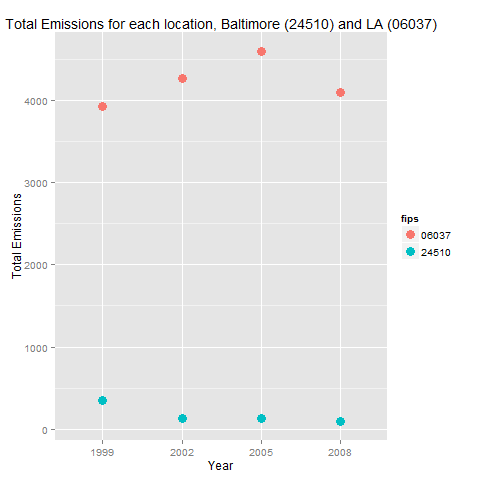 Total Emissions for each location, Baltimore (24510) and LA (06037)
Total Emissions
4000
3000
2000
1000
0
1999
2002
2005
2008
Year
fips
06037
24510